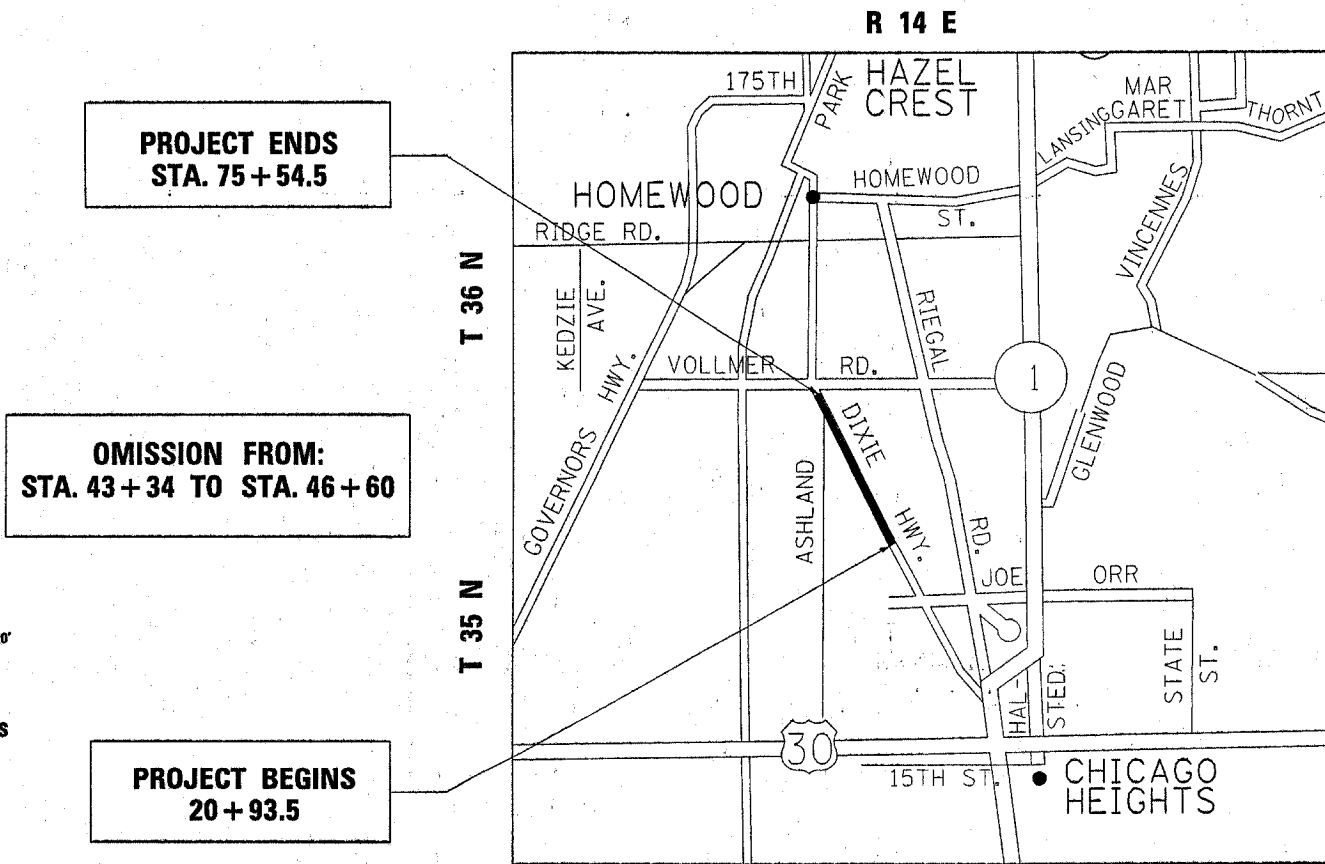 R 14 E
PROJECT ENDS
STA. 75+54.5
OMISSION FROM:
STA. 43+34 TO STA. 46+60
PROJECT BEGINS
20+93.5
T 36 N
T 35 N
175TH
PARK
HAZEL
CREST
MAR
GARET
LANSING
THORNT
HOMEWOOD
HOMEWOOD
ST.
RIDGE RD.
VINCENNES
KEDZIE
AVE.
RIEGAL
RD.
VOLLMER RD.
1
GOVERNORS HWY.
DIXIE
HWY.
GLENWOOD
ASHLAND
JOE ORR
STATE
ST.
HAL-
STED.
30
15TH ST.
CHICAGO
HEIGHTS
0'
S